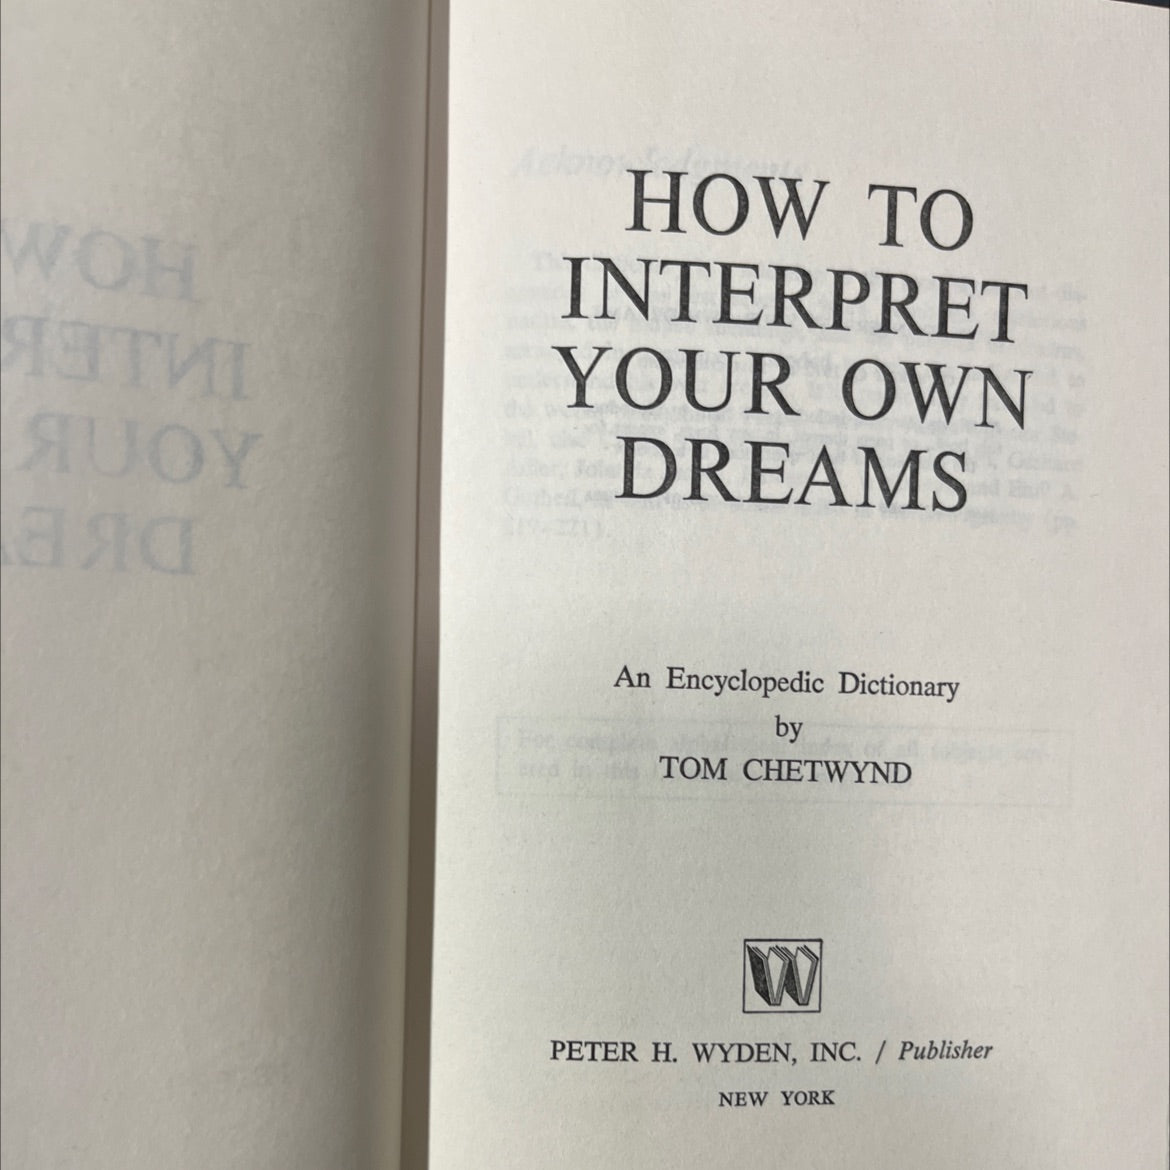 HOW TO
INTERPRET
YOUR OWN
DREAMS
An Encyclopedic Dictionary
by
TOM CHETWYND
W
PETER H. WYDEN, INC. / Publisher
NEW YORK